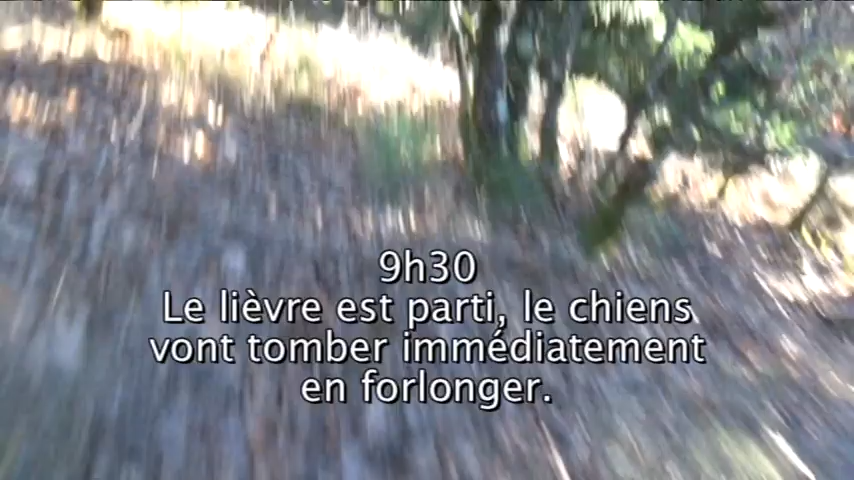 9h30
Le lièvre est parti, le chiens
vont tomber immédiatement
en forlonger.